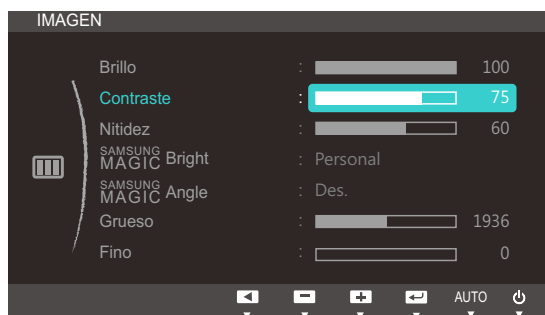 IMAGEN
Brillo : 100
Contraste : 75
Nitidez : 60
SAMSUNG MAGIC Bright : Personal
SAMSUNG MAGIC Angle : Des.
Grueso : 1936
Fino : 0
AUTO